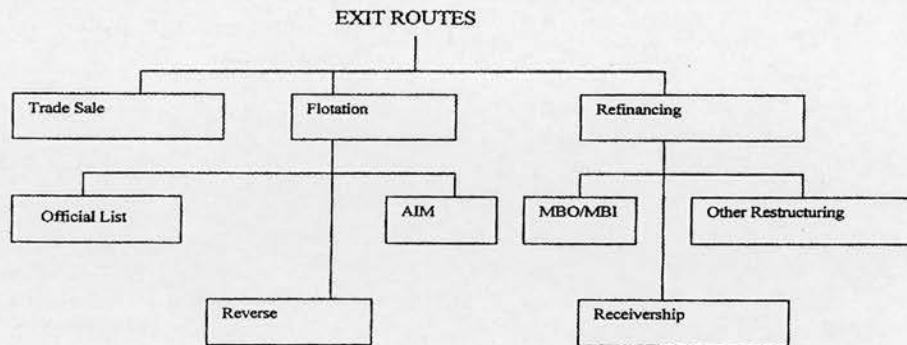 EXIT ROUTES
Trade Sale
Flotation
Refinancing
Official List
AIM
MBO/MBI
Other Restructuring
Reverse
Receivership